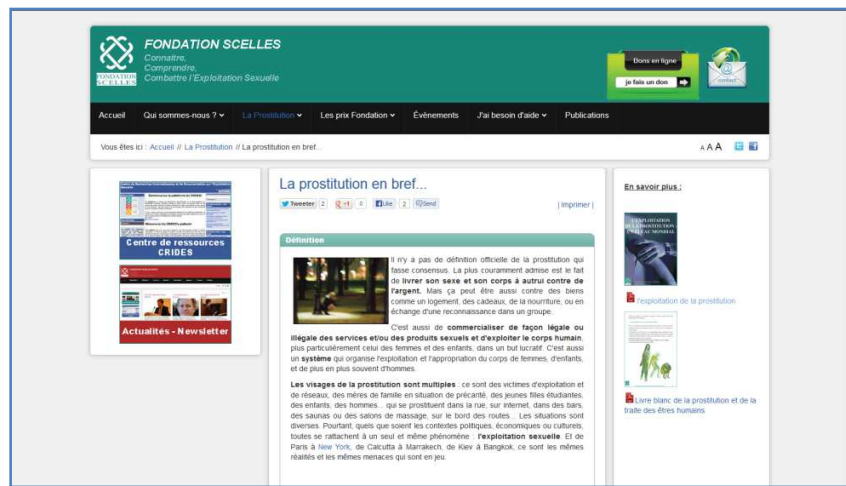 FONDATION SCELLES
Connaitre,
Comprendre,
Combattre l'Exploitation Sexuelle
FONDATION
SCELLES
Dons en ligne
je fais un don
contact
Accueil Qui sommes-nous ? La Prostitution Les prix Fondation Évènements J'ai besoin d'aide Publications
Vous êtes ici : Accueil // La Prostitution // La prostitution en bref...
A A A
Centre de ressources
CRIDES
Actualités - Newsletter
La prostitution en bref...
Tweeter 2 +1 0 Like 2 Send
| Imprimer |
Définition
Il n'y a pas de définition officielle de la prostitution qui
fasse consensus. La plus couramment admise est le fait
de livrer son sexe et son corps à autrui contre de
l'argent. Mais ça peut être aussi contre des biens
comme un logement, des cadeaux, de la nourriture, ou en
échange d'une reconnaissance dans un groupe.
C'est aussi de commercialiser de façon légale ou
illégale des services et/ou des produits sexuels et d'exploiter le corps humain,
plus particulièrement celui des femmes et des enfants, dans un but lucratif. C'est aussi
un système qui organise l'exploitation et l'appropriation du corps de femmes, d'enfants,
et de plus en plus souvent d'hommes.
Les visages de la prostitution sont multiples : ce sont des victimes d'exploitation et
de réseaux, des mères de famille en situation de précarité, des jeunes filles étudiantes,
des enfants, des hommes... qui se prostituent dans la rue, sur internet, dans des bars,
des saunas ou des salons de massage, sur le bord des routes... Les situations sont
diverses. Pourtant, quels que soient les contextes politiques, économiques ou culturels,
toutes se rattachent à un seul et même phénomène : l'exploitation sexuelle. Et de
Paris à New York, de Calcutta à Marrakech, de Kiev à Bangkok, ce sont les mêmes
réalités et les mêmes menaces qui sont en jeu.
En savoir plus :
L'EXPLOITATION
DE LA PROSTITUTION
UN FLÉAU MONDIAL
l'exploitation de la prostitution
Livre blanc de la prostitution et de la
traite des êtres humains